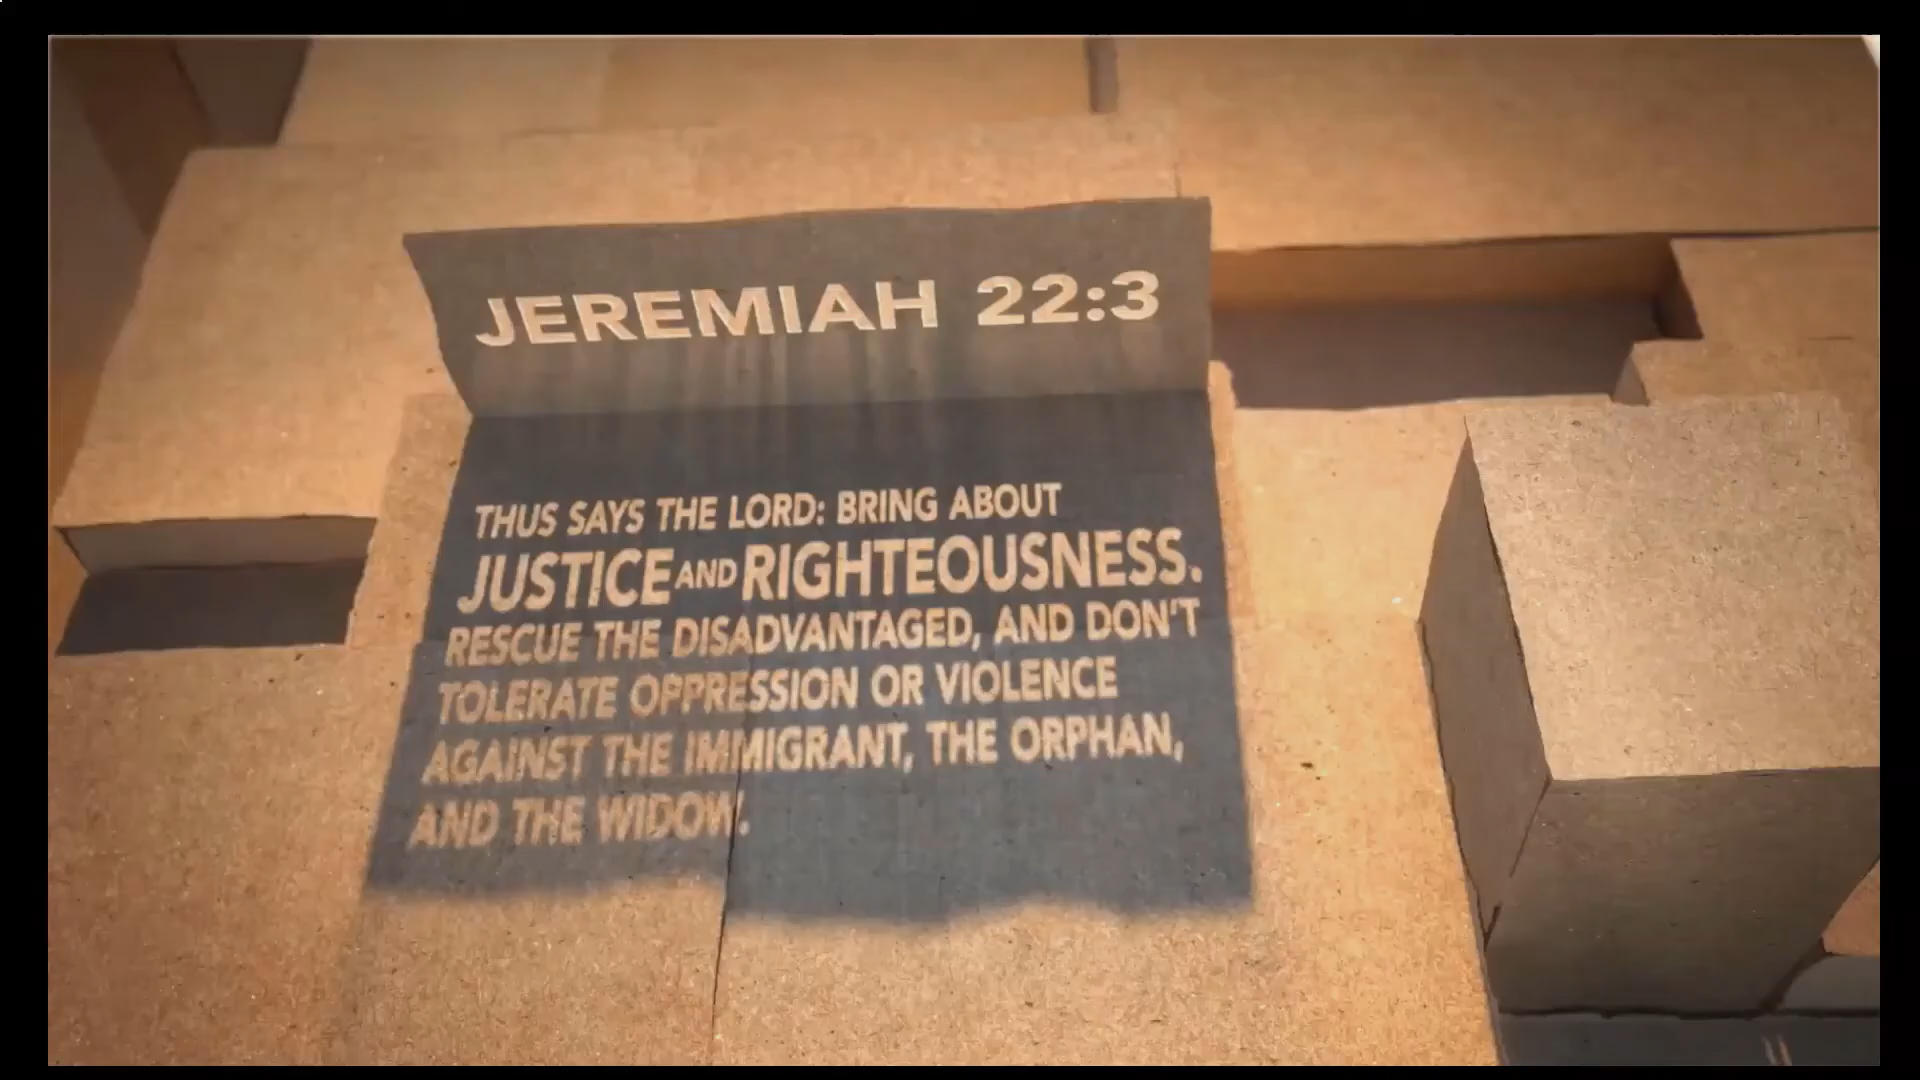 JEREMIAH 22:3
THUS SAYS THE LORD: BRING ABOUT
JUSTICE AND RIGHTEOUSNESS.
RESCUE THE DISADVANTAGED, AND DON'T
TOLERATE OPPRESSION OR VIOLENCE
AGAINST THE IMMIGRANT, THE ORPHAN,
AND THE WIDOW.